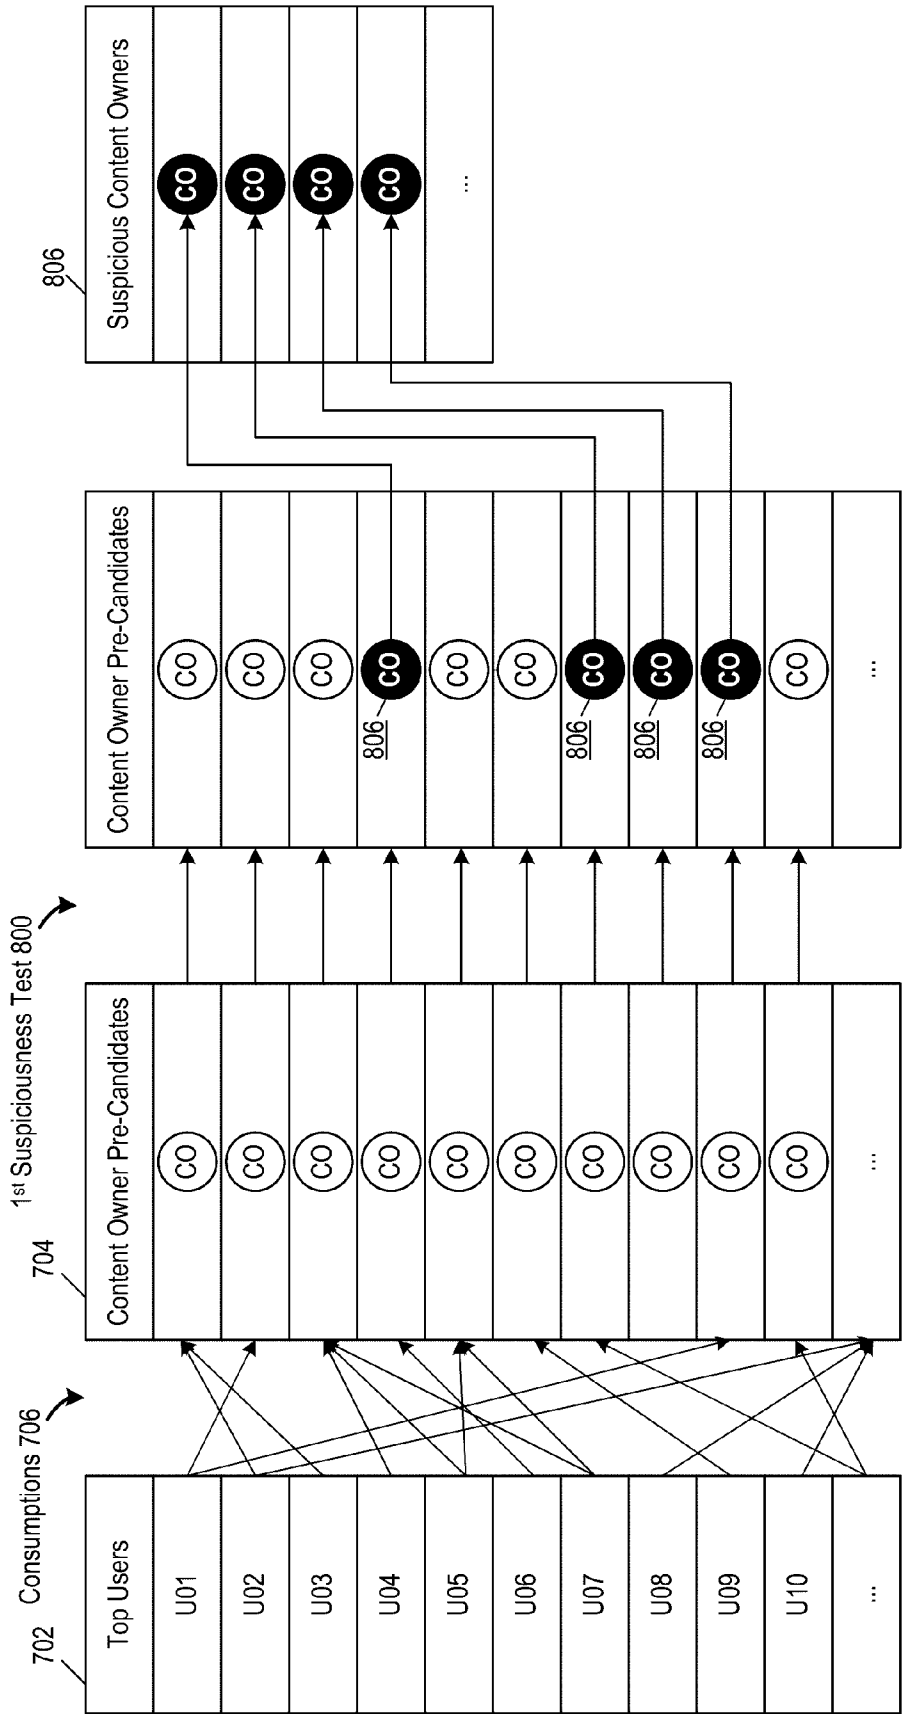 702
Consumptions 706
704
1st Suspiciousness Test 800
806
Top Users
U01
U02
U03
U04
U05
U06
U07
U08
U09
U10
...
Content Owner Pre-Candidates
CO
CO
CO
CO
CO
CO
CO
CO
CO
CO
...
Content Owner Pre-Candidates
CO
CO
CO
CO
806
CO
CO
CO
806
CO
806
CO
806
CO
...
Suspicious Content Owners
CO
CO
CO
CO
...